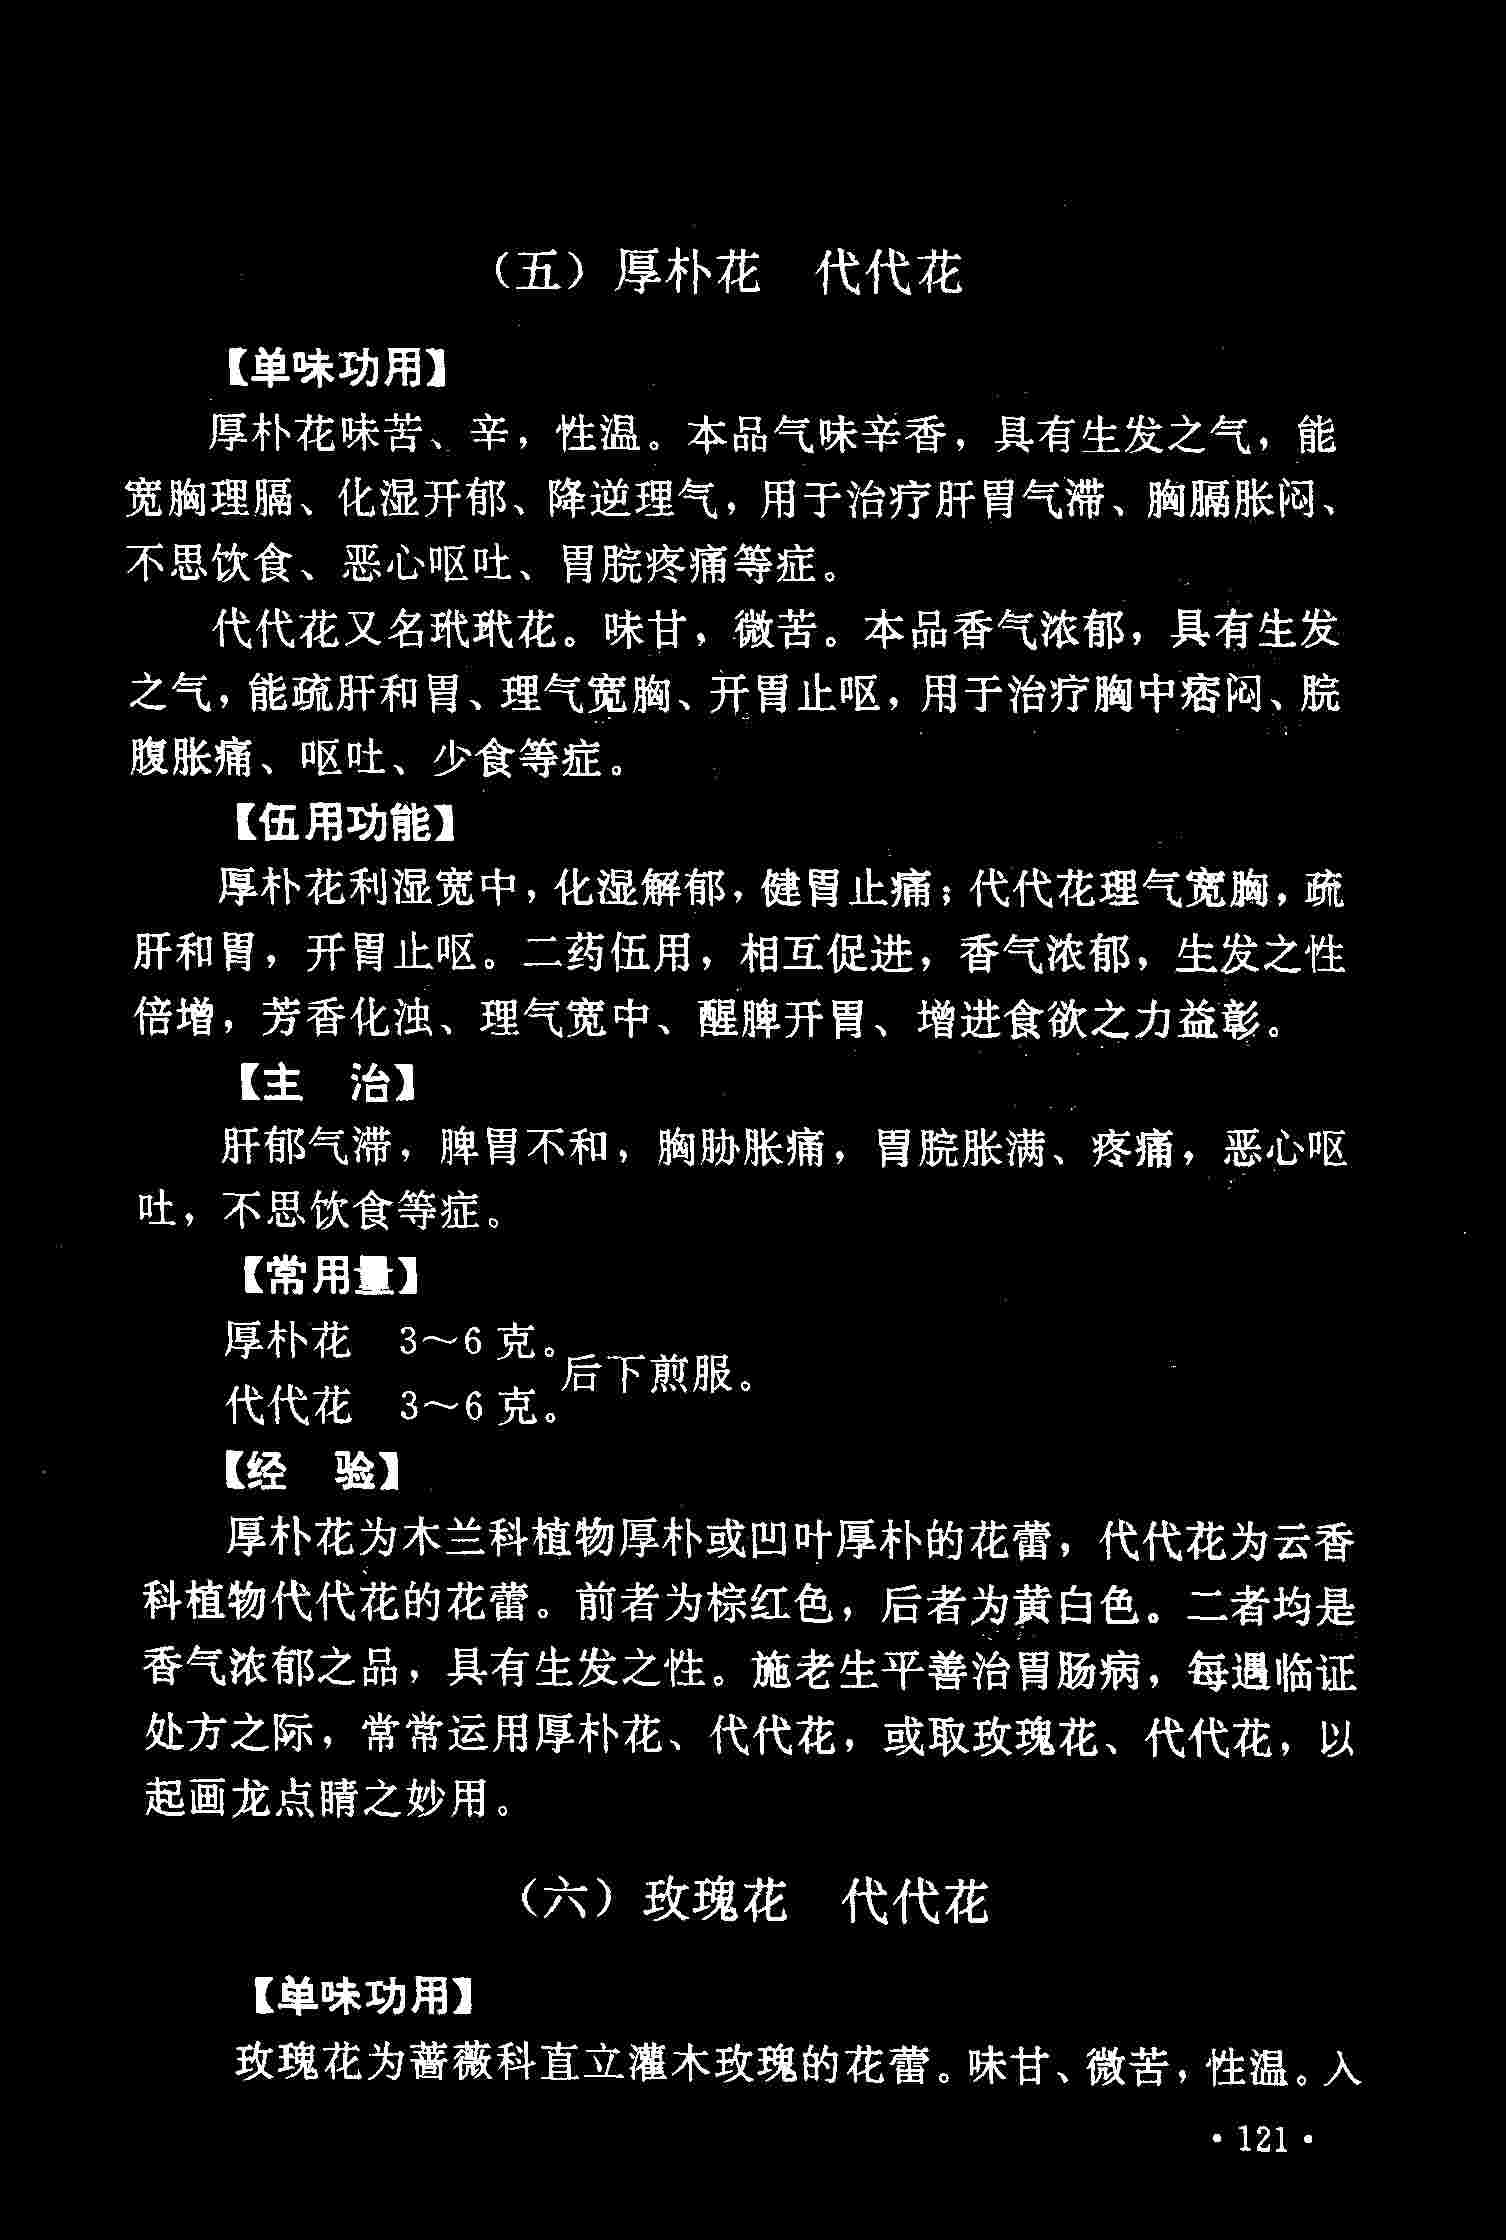 （五）厚朴花　代代花
【单味功用】
厚朴花味苦、辛，性温。本品气味辛香，具有生发之气，能
宽胸理膈、化湿开郁、降逆理气，用于治疗肝胃气滞、胸膈胀闷、
不思饮食、恶心呕吐、胃脘疼痛等症。
代代花又名玳玳花。味甘，微苦。本品香气浓郁，具有生发
之气，能疏肝和胃、理气宽胸、开胃止呕，用于治疗胸中痞闷、脘
腹胀痛、呕吐、少食等症。
【伍用功能】
厚朴花利湿宽中，化湿解郁，健胃止痛；代代花理气宽胸，疏
肝和胃，开胃止呕。二药伍用，相互促进，香气浓郁，生发之性
倍增，芳香化浊、理气宽中、醒脾开胃、增进食欲之力益彰。
【主　治】
肝郁气滞，脾胃不和，胸胁胀痛，胃脘胀满、疼痛，恶心呕
吐，不思饮食等症。
【常用量】
厚朴花　3～6克。
后下煎服。
代代花　3～6克。
【经　验】
厚朴花为木兰科植物厚朴或凹叶厚朴的花蕾，代代花为云香
科植物代代花的花蕾。前者为棕红色，后者为黄白色。二者均是
香气浓郁之品，具有生发之性。施老生平善治胃肠病，每遇临证
处方之际，常常运用厚朴花、代代花，或取玫瑰花、代代花，以
起画龙点睛之妙用。
（六）玫瑰花　代代花
【单味功用】
玫瑰花为蔷薇科直立灌木玫瑰的花蕾。味甘、微苦，性温。入
·121·